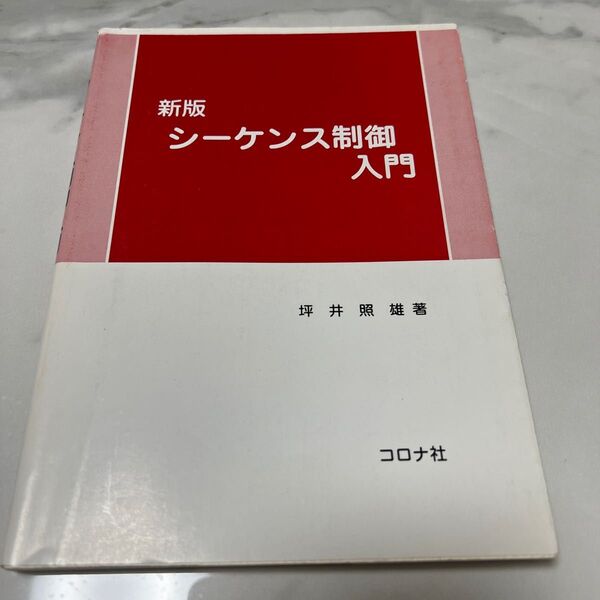 新版
シーケンス制御
入門
坪井照雄著
コロナ社